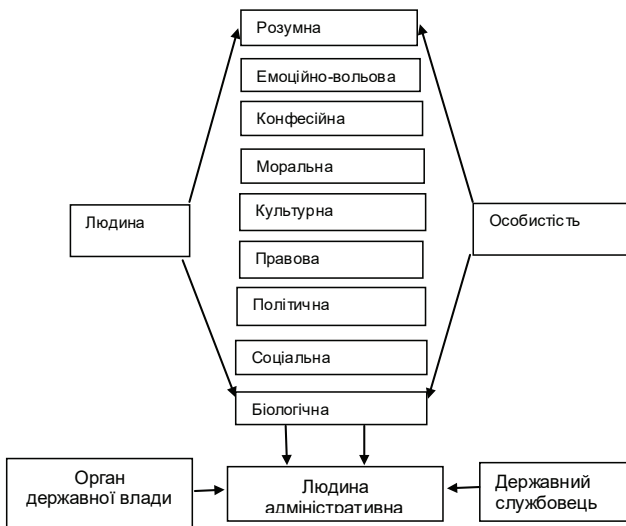 Розумна
Емоційно-вольова
Конфесійна
Моральна
Людина
Культурна
Особистість
Правова
Політична
Соціальна
Біологічна
Орган
державної влади
Людина
адміністративна
Державний
службовець